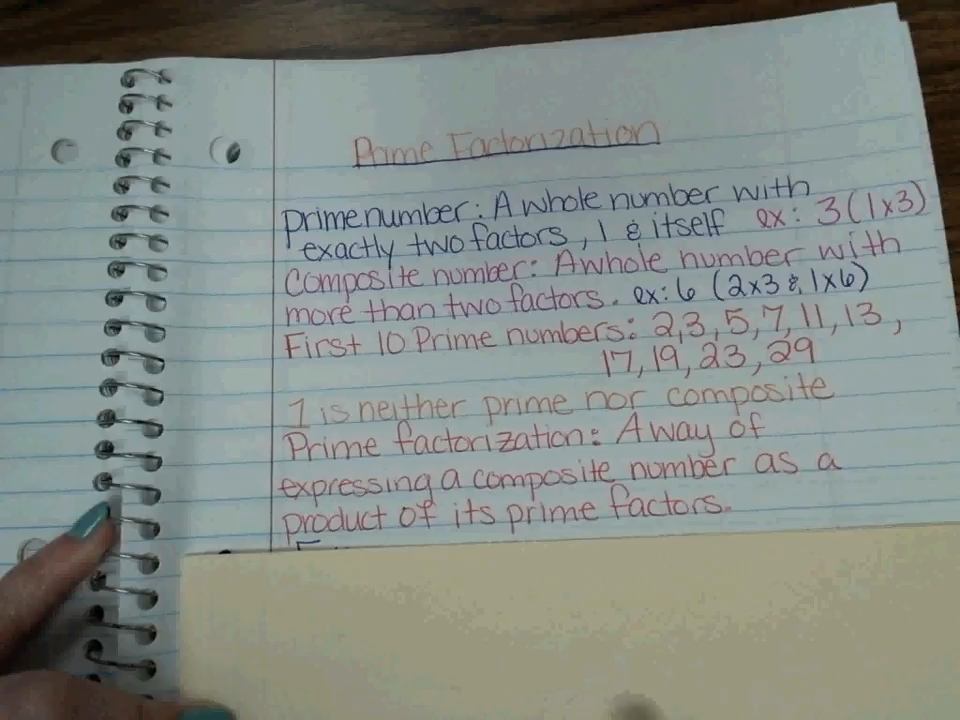 Prime Factorization
Prime number: A whole number with
exactly two factors, 1 & itself ex: 3 (1x3)
Composite number: A whole number with
more than two factors. ex: 6 (2x3 & 1x6)
First 10 Prime numbers: 2, 3, 5, 7, 11, 13,
17, 19, 23, 29
1 is neither prime nor composite
Prime factorization: A way of
expressing a composite number as a
product of its prime factors.